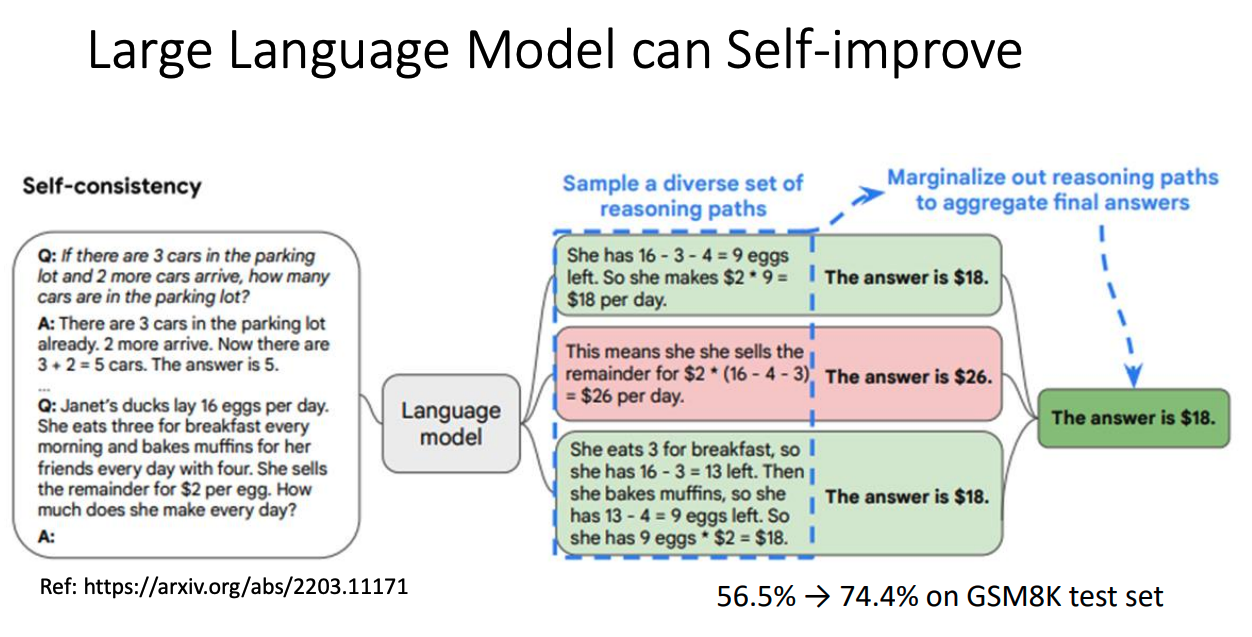 Large Language Model can Self-improve
Self-consistency
Q: If there are 3 cars in the parking
lot and 2 more cars arrive, how many
cars are in the parking lot?
A: There are 3 cars in the parking lot
already. 2 more arrive. Now there are
3 + 2 = 5 cars. The answer is 5.
...
Q: Janet's ducks lay 16 eggs per day.
She eats three for breakfast every
morning and bakes muffins for her
friends every day with four. She sells
the remainder for $2 per egg. How
much does she make every day?
A:
Language
model
Sample a diverse set of
reasoning paths
She has 16 - 3 - 4 = 9 eggs
left. So she makes $2 * 9 =
$18 per day.
The answer is $18.
This means she she sells the
remainder for $2 * (16 - 4 - 3)
= $26 per day.
The answer is $26.
She eats 3 for breakfast, so
she has 16 - 3 = 13 left. Then
she bakes muffins, so she
has 13 - 4 = 9 eggs left. So
she has 9 eggs * $2 = $18.
The answer is $18.
Marginalize out reasoning paths
to aggregate final answers
The answer is $18.
Ref: https://arxiv.org/abs/2203.11171
56.5% → 74.4% on GSM8K test set